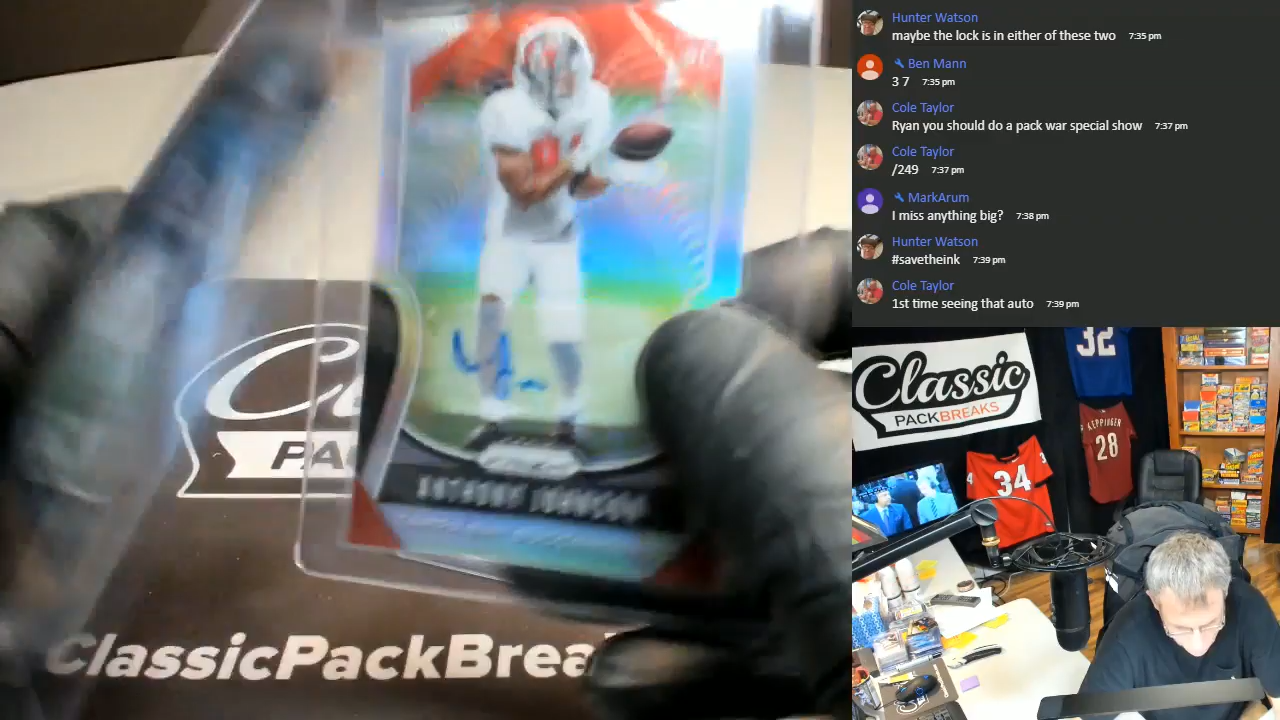 Hunter Watson
maybe the lock is in either of these two 7:35 pm
Ben Mann
3 7 7:35 pm
Cole Taylor
Ryan you should do a pack war special show 7:37 pm
Cole Taylor
/249 7:37 pm
MarkArum
I miss anything big? 7:38 pm
Hunter Watson
#savetheink 7:39 pm
Cole Taylor
1st time seeing that auto 7:39 pm
ANTHONY JOHNSON
ClassicPackBrea
Classic
PACKBREAKS
32
KEPPINGER
28
34